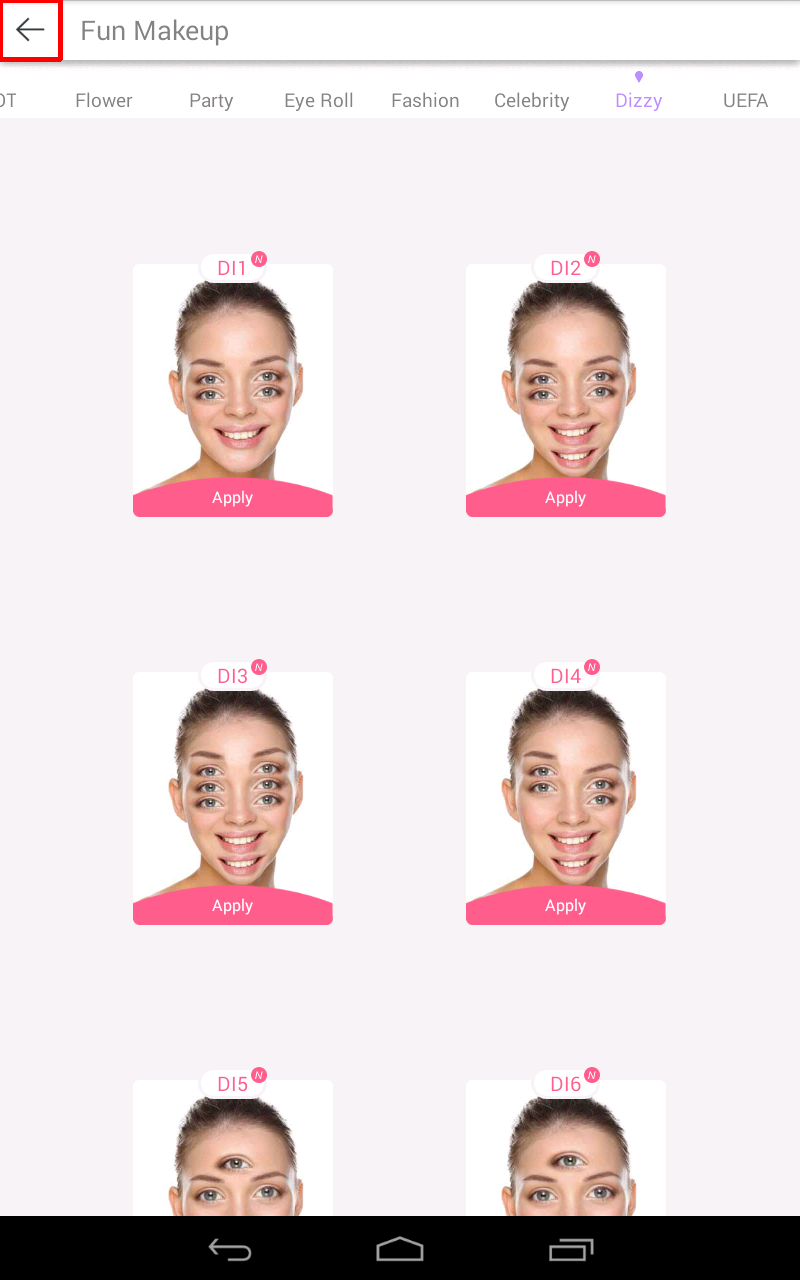 Fun Makeup
OT Flower Party Eye Roll Fashion Celebrity Dizzy UEFA
DI1 N DI2 N
Apply Apply
DI3 N DI4 N
Apply Apply
DI5 N DI6 N